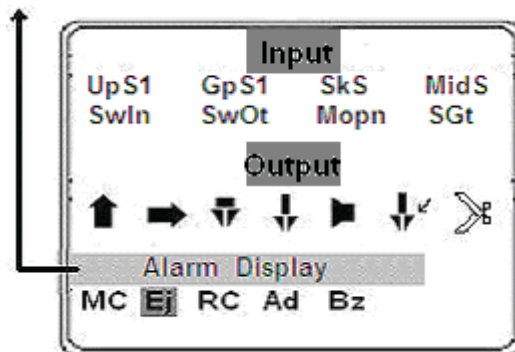 Input
UpS1 GpS1 SkS MidS
SwIn SwOt Mopn SGt
Output
Alarm Display
MC Ej RC Ad Bz